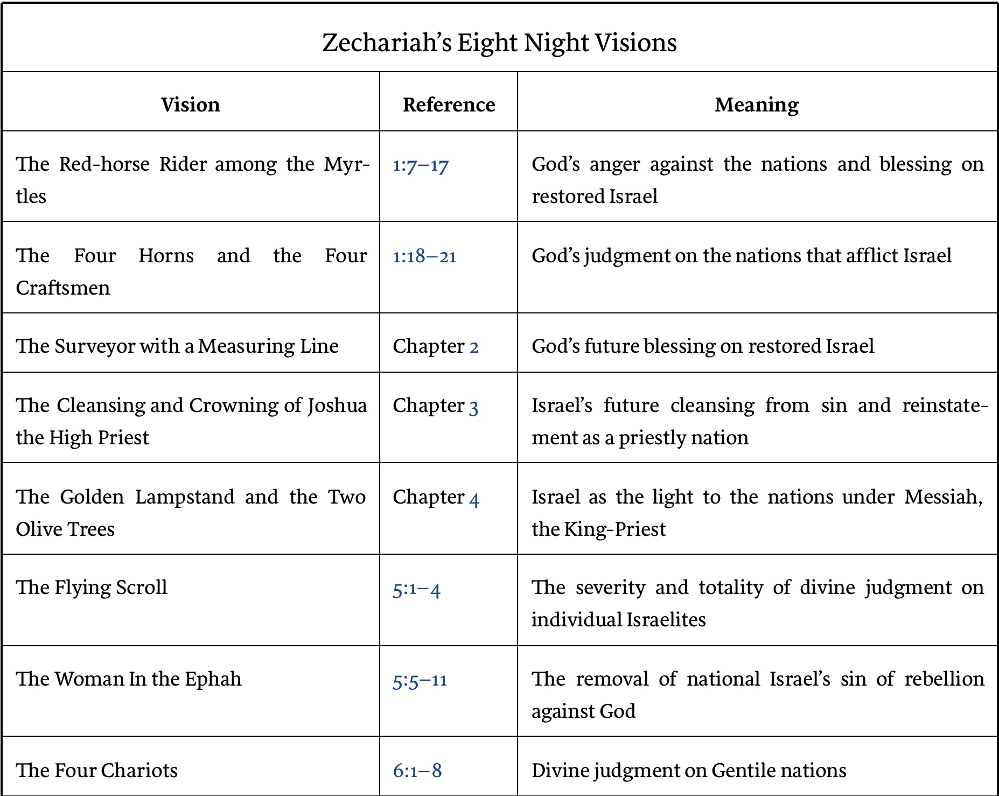 Zechariah’s Eight Night Visions
Vision Reference Meaning
The Red-horse Rider among the Myr-
tles
1:7–17
God’s anger against the nations and blessing on
restored Israel
The Four Horns and the Four
Craftsmen
1:18–21
God’s judgment on the nations that afflict Israel
The Surveyor with a Measuring Line
Chapter 2
God’s future blessing on restored Israel
The Cleansing and Crowning of Joshua
the High Priest
Chapter 3
Israel’s future cleansing from sin and reinstate-
ment as a priestly nation
The Golden Lampstand and the Two
Olive Trees
Chapter 4
Israel as the light to the nations under Messiah,
the King-Priest
The Flying Scroll
5:1–4
The severity and totality of divine judgment on
individual Israelites
The Woman In the Ephah
5:5–11
The removal of national Israel’s sin of rebellion
against God
The Four Chariots
6:1–8
Divine judgment on Gentile nations